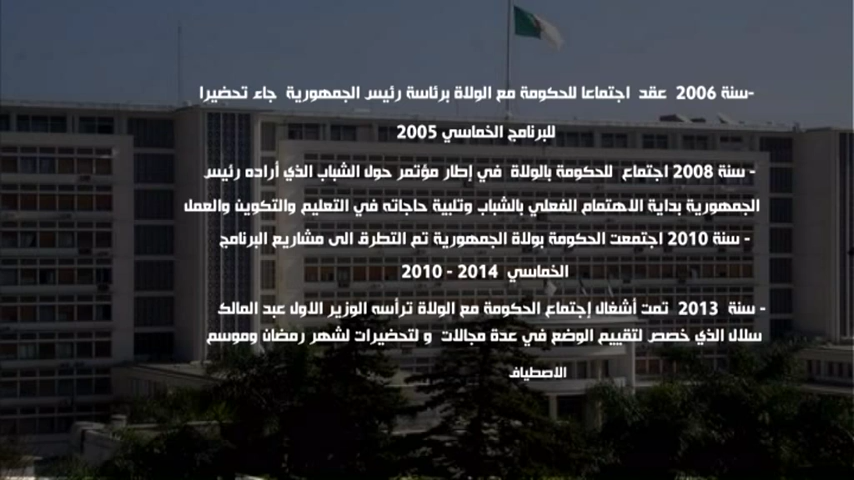 -سنة 2006 عقد اجتماعا للحكومة مع الولاة برئاسة رئيس الجمهورية جاء تحضيرا
للبرنامج الخماسي 2005
- سنة 2008 اجتماع للحكومة بالولاة في إطار مؤتمر حول الشباب الذي أراده رئيس
الجمهورية بداية الاهتمام الفعلي بالشباب وتلبية حاجاته في التعليم والتكوين والعمل
- سنة 2010 اجتمعت الحكومة بولاة الجمهورية تم التطرق الى مشاريع البرنامج
الخماسي 2014 - 2010
- سنة 2013 تمت أشغال إجتماع الحكومة مع الولاة ترأسه الوزير الاول عبد المالك
سلال الذي خصص لتقييم الوضع في عدة مجالات و لتحضيرات لشهر رمضان وموسم
الاصطياف